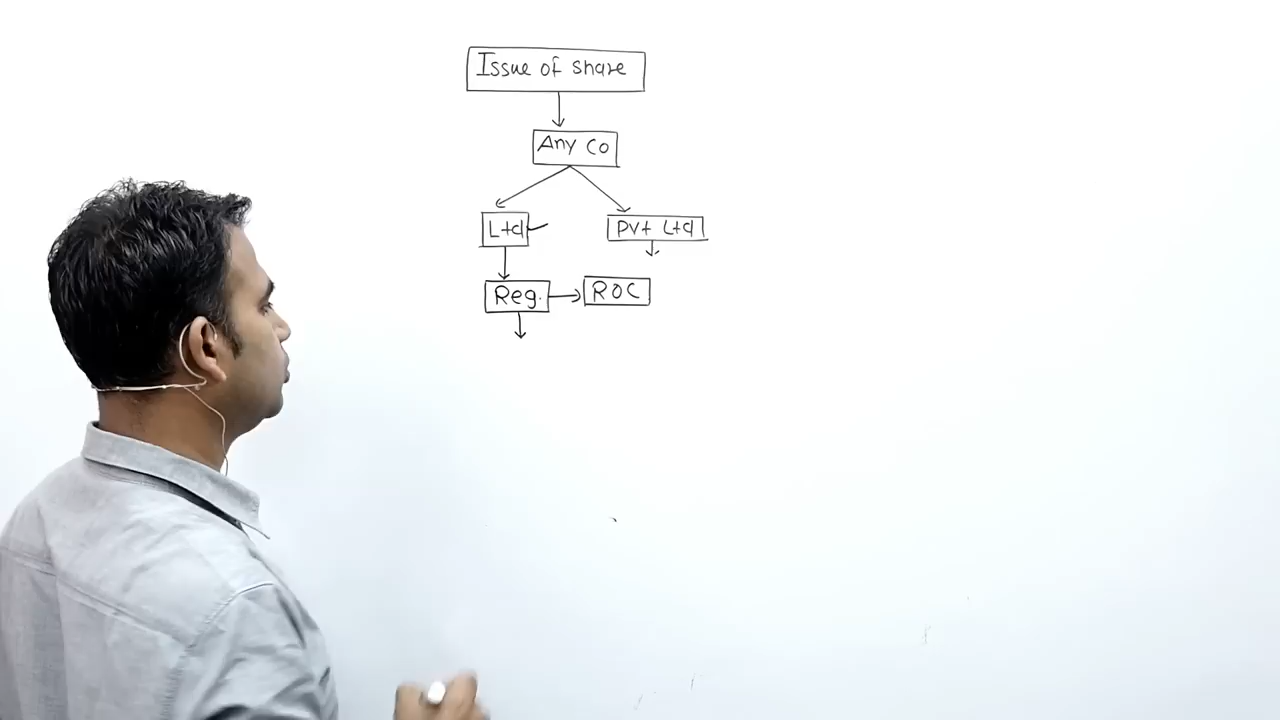 Issue of share
Any Co
Ltd
Pvt Ltd
Reg.
ROC